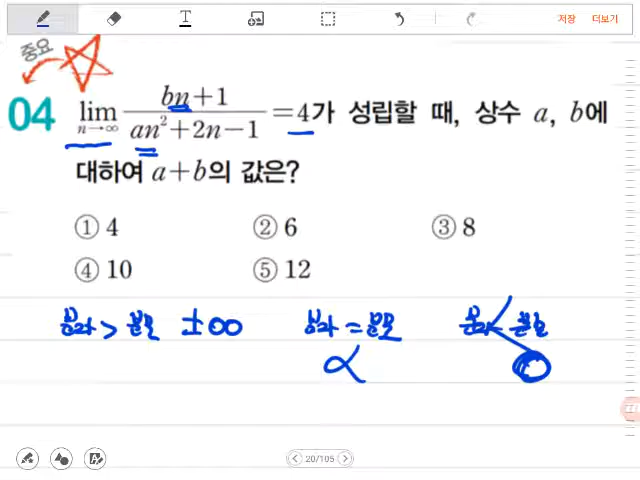 T 저장 더보기
중요
04 lim n→∞ (bn+1)/(an²+2n−1) =4가 성립할 때, 상수 a, b에
대하여 a+b의 값은?
① 4 ② 6 ③ 8
④ 10 ⑤ 12
분자 > 분모 ±∞ 분자 = 분모 분자 < 분모
α 0
20/105